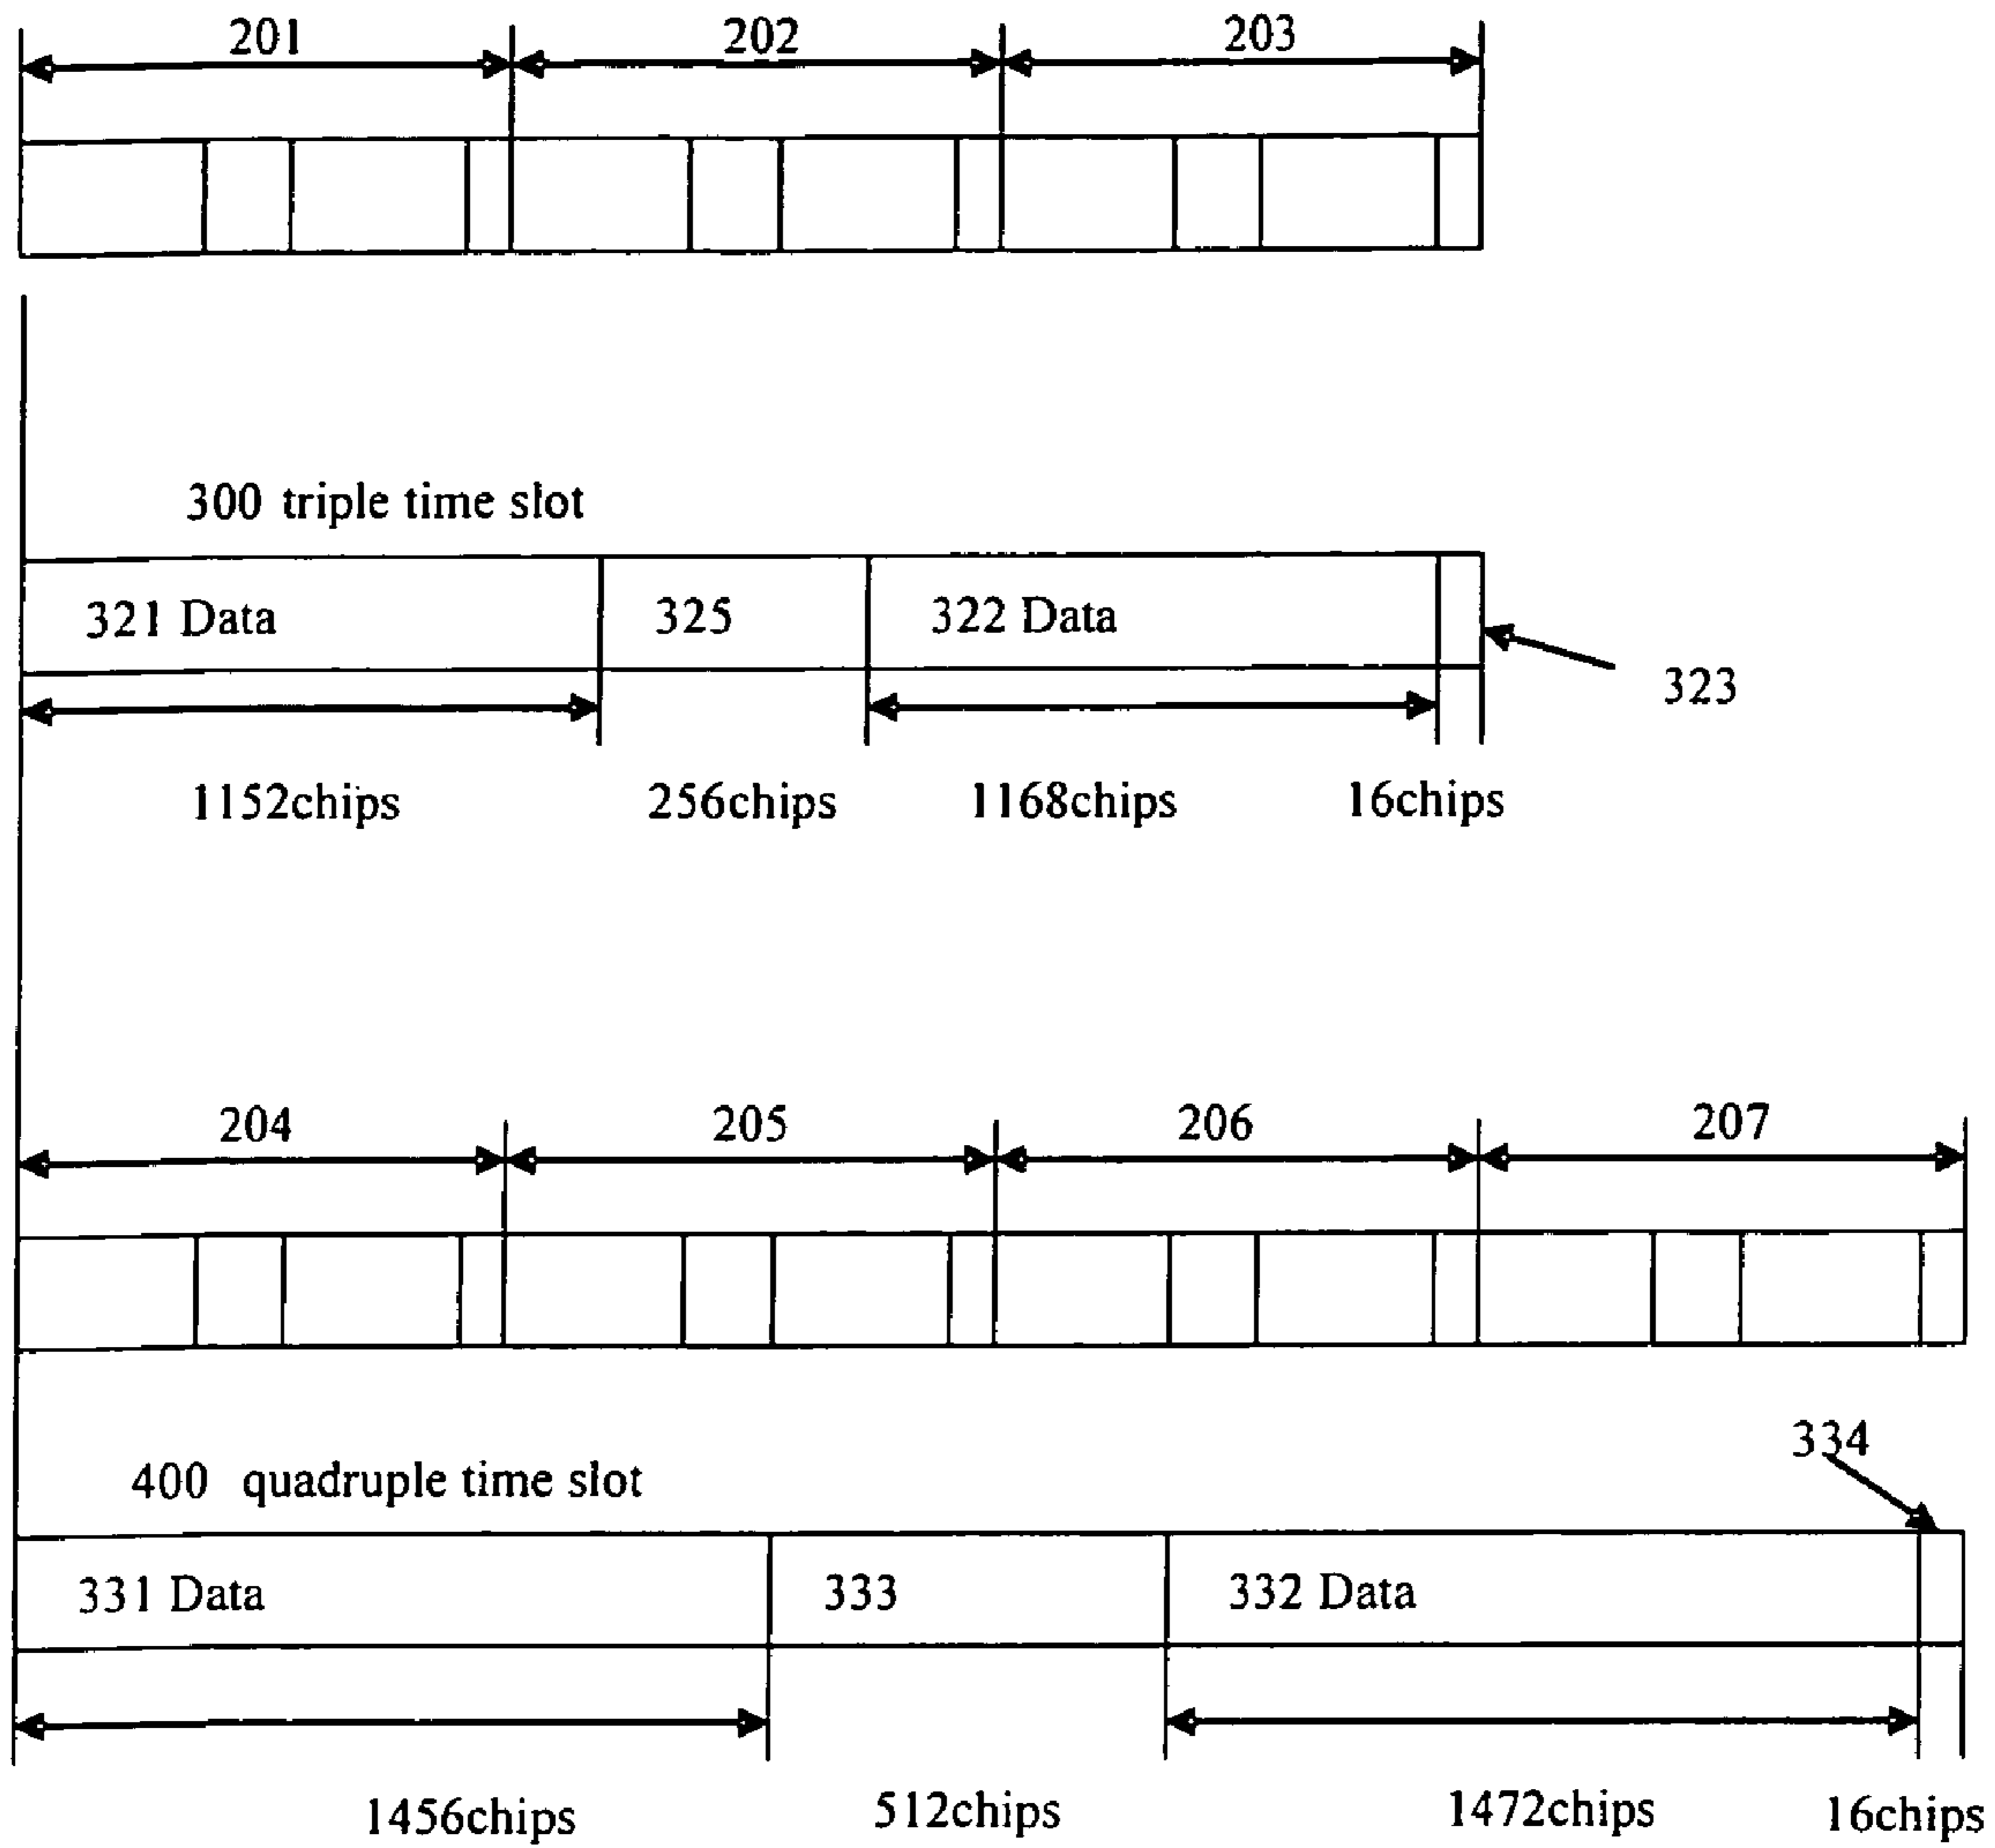 201 202 203
300 triple time slot
321 Data 325 322 Data
323
1152chips 256chips 1168chips 16chips
204 205 206 207
334
400 quadruple time slot
331 Data 333 332 Data
1456chips 512chips 1472chips 16chips